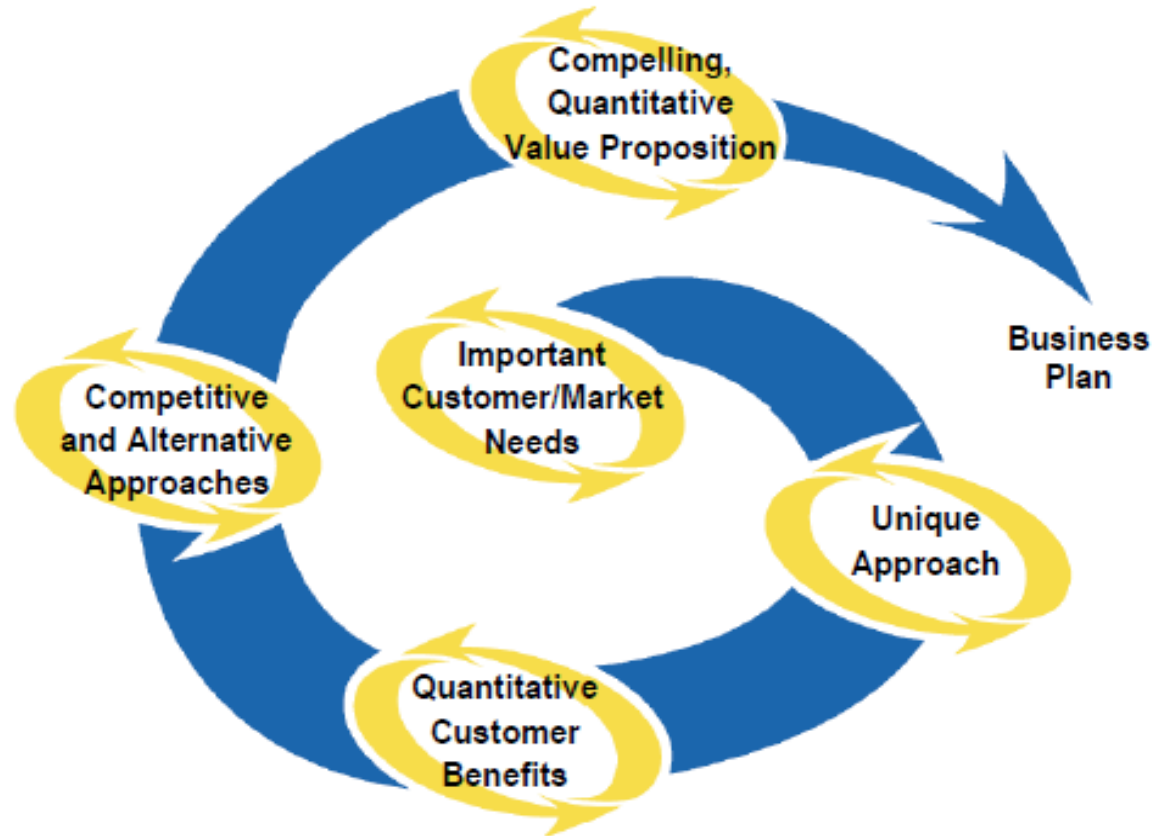 Compelling,
Quantitative
Value Proposition
Important
Customer/Market
Needs
Business
Plan
Competitive
and Alternative
Approaches
Unique
Approach
Quantitative
Customer
Benefits